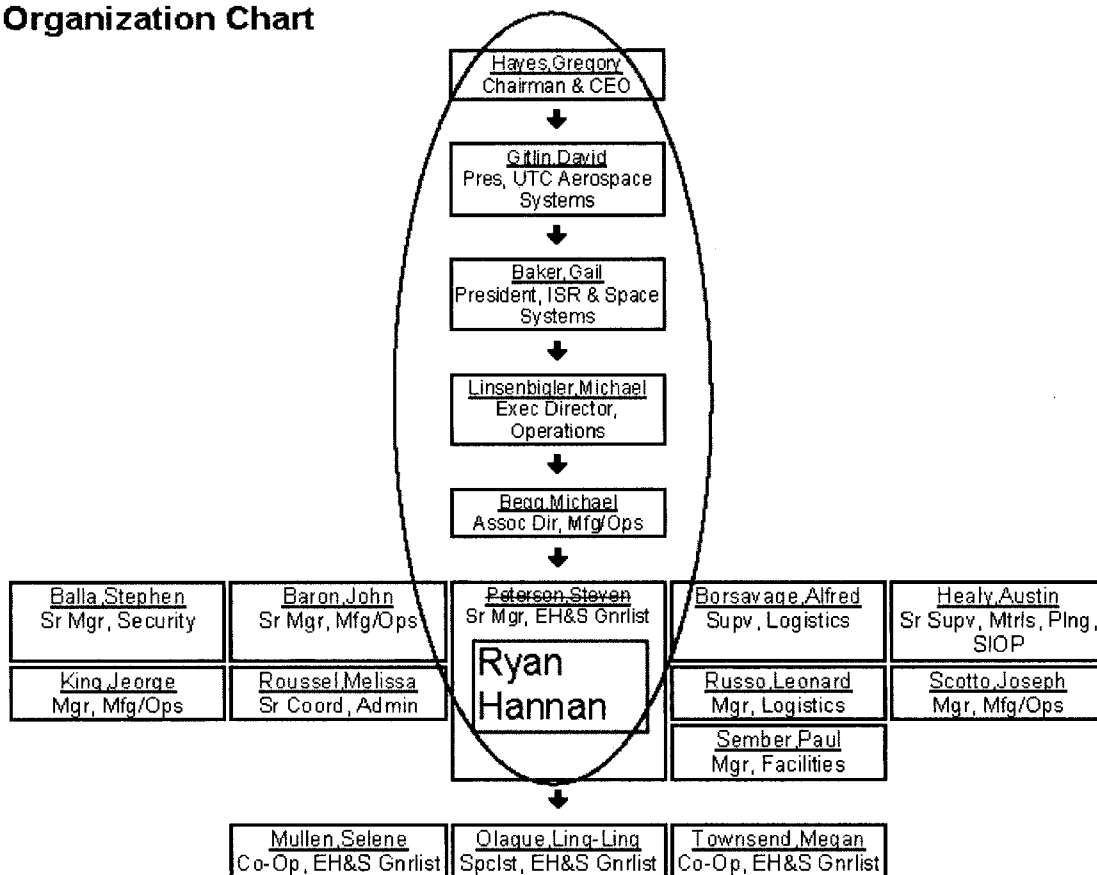 Organization Chart
Hayes,Gregory
Chairman & CEO
Gitlin,David
Pres, UTC Aerospace
Systems
Baker,Gail
President, ISR & Space
Systems
Linsenbigler,Michael
Exec Director,
Operations
Begg,Michael
Assoc Dir, Mfg/Ops
Balla,Stephen
Sr Mgr, Security
Baron,John
Sr Mgr, Mfg/Ops
Peterson,Steven
Sr Mgr, EH&S Gnrlist
Ryan
Hannan
Borsavage,Alfred
Supv, Logistics
Healy,Austin
Sr Supv, Mtrls, Plng,
SIOP
King,Jeorge
Mgr, Mfg/Ops
Roussel,Melissa
Sr Coord, Admin
Russo,Leonard
Mgr, Logistics
Scotto,Joseph
Mgr, Mfg/Ops
Sember,Paul
Mgr, Facilities
Mullen,Selene
Co-Op, EH&S Gnrlist
Olague,Ling-Ling
Spclst, EH&S Gnrlist
Townsend,Megan
Co-Op, EH&S Gnrlist